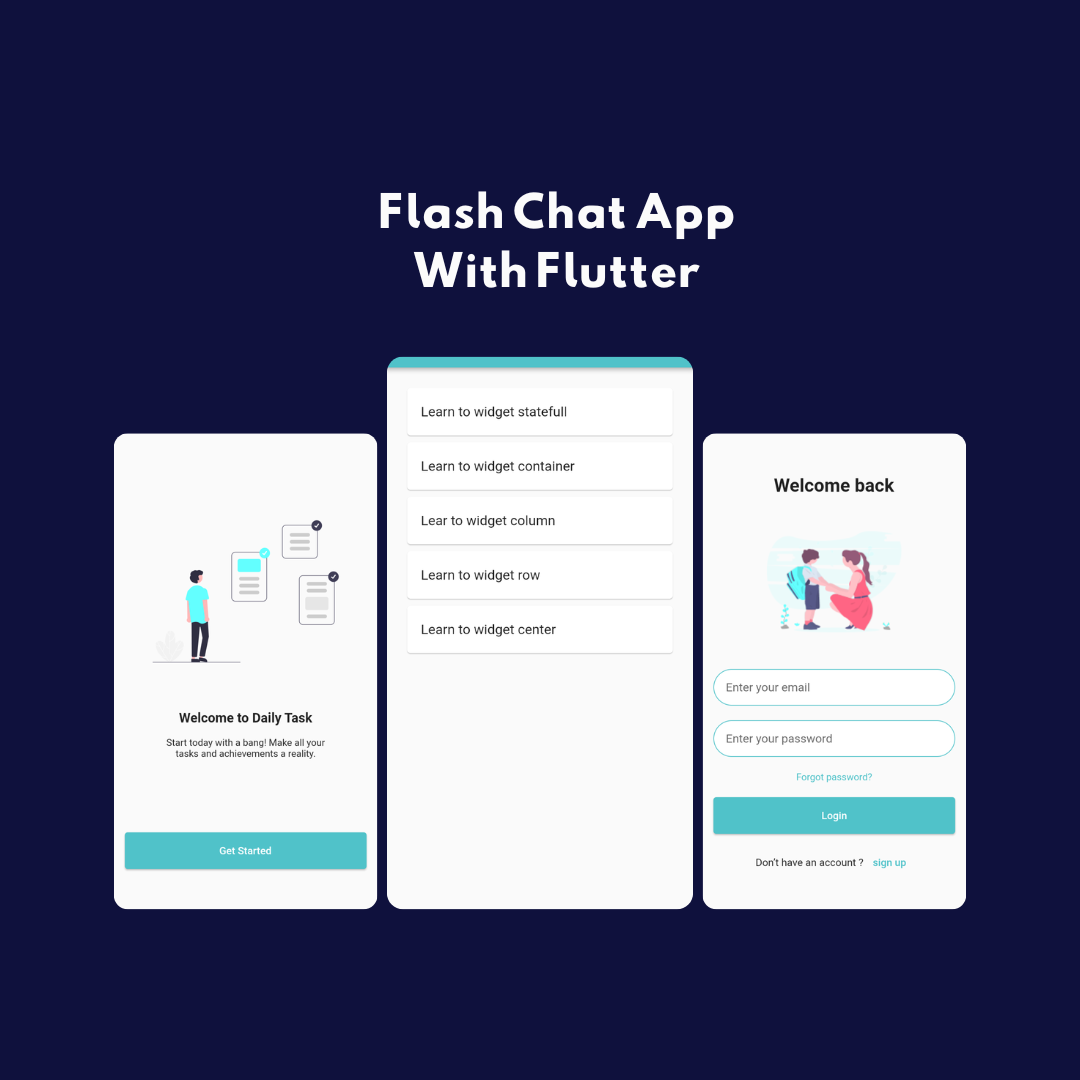 Flash Chat App
With Flutter
Welcome to Daily Task
Start today with a bang! Make all your
tasks and achievements a reality.
Get Started
Learn to widget statefull
Learn to widget container
Lear to widget column
Learn to widget row
Learn to widget center
Welcome back
Enter your email
Enter your password
Forgot password?
Login
Don't have an account ? sign up